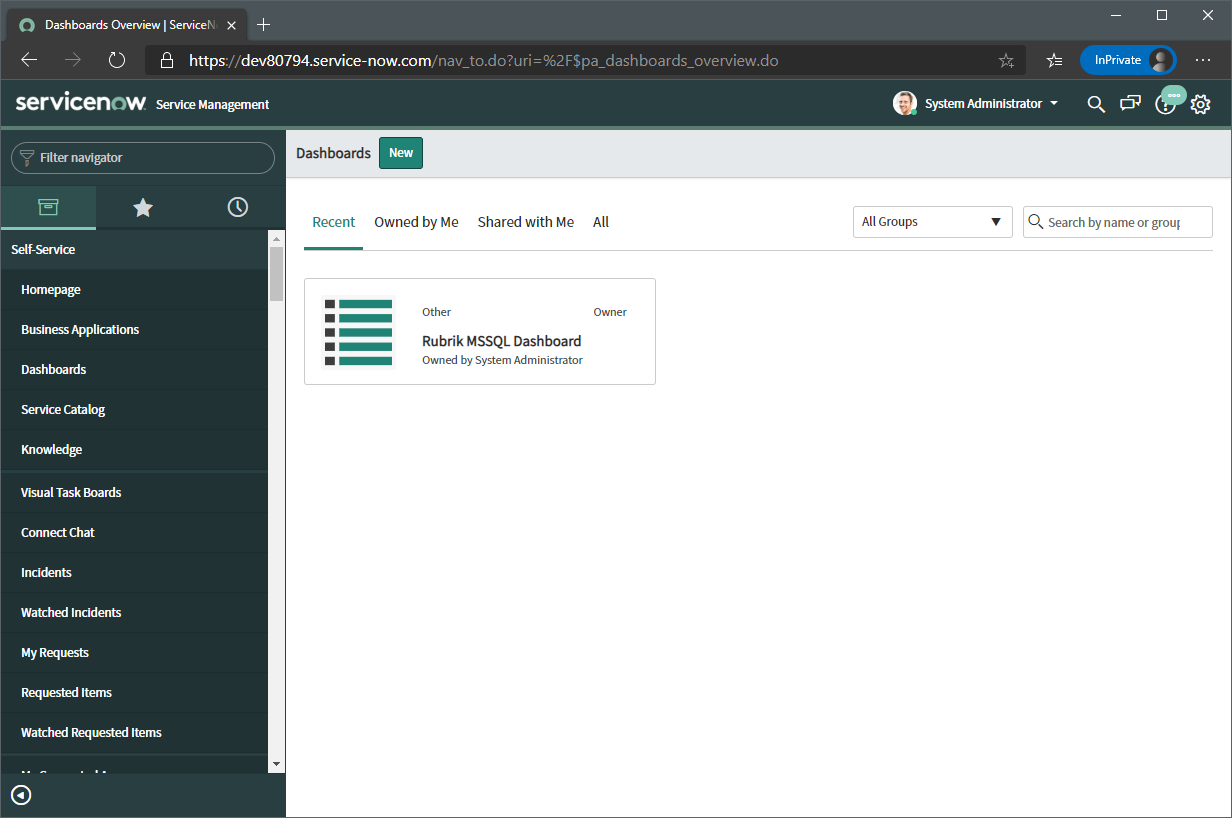 Dashboards Overview | ServiceN
https://dev80794.service-now.com/nav_to.do?uri=%2F$pa_dashboards_overview.do
InPrivate
servicenow Service Management
System Administrator
Filter navigator
Dashboards New
Recent Owned by Me Shared with Me All
All Groups
Search by name or group
Other Owner
Rubrik MSSQL Dashboard
Owned by System Administrator
Self-Service
Homepage
Business Applications
Dashboards
Service Catalog
Knowledge
Visual Task Boards
Connect Chat
Incidents
Watched Incidents
My Requests
Requested Items
Watched Requested Items